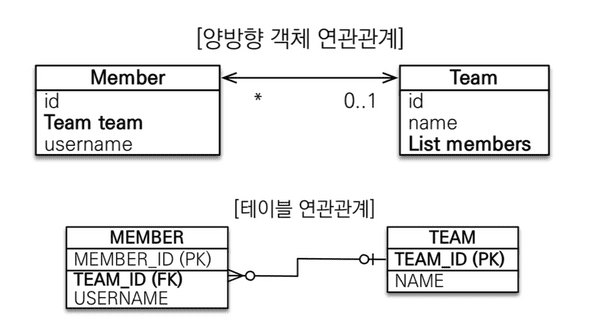 [양방향 객체 연관관계]
Member
id
Team team
username
*
0..1
Team
id
name
List members
[테이블 연관관계]
MEMBER
MEMBER_ID (PK)
TEAM_ID (FK)
USERNAME
TEAM
TEAM_ID (PK)
NAME